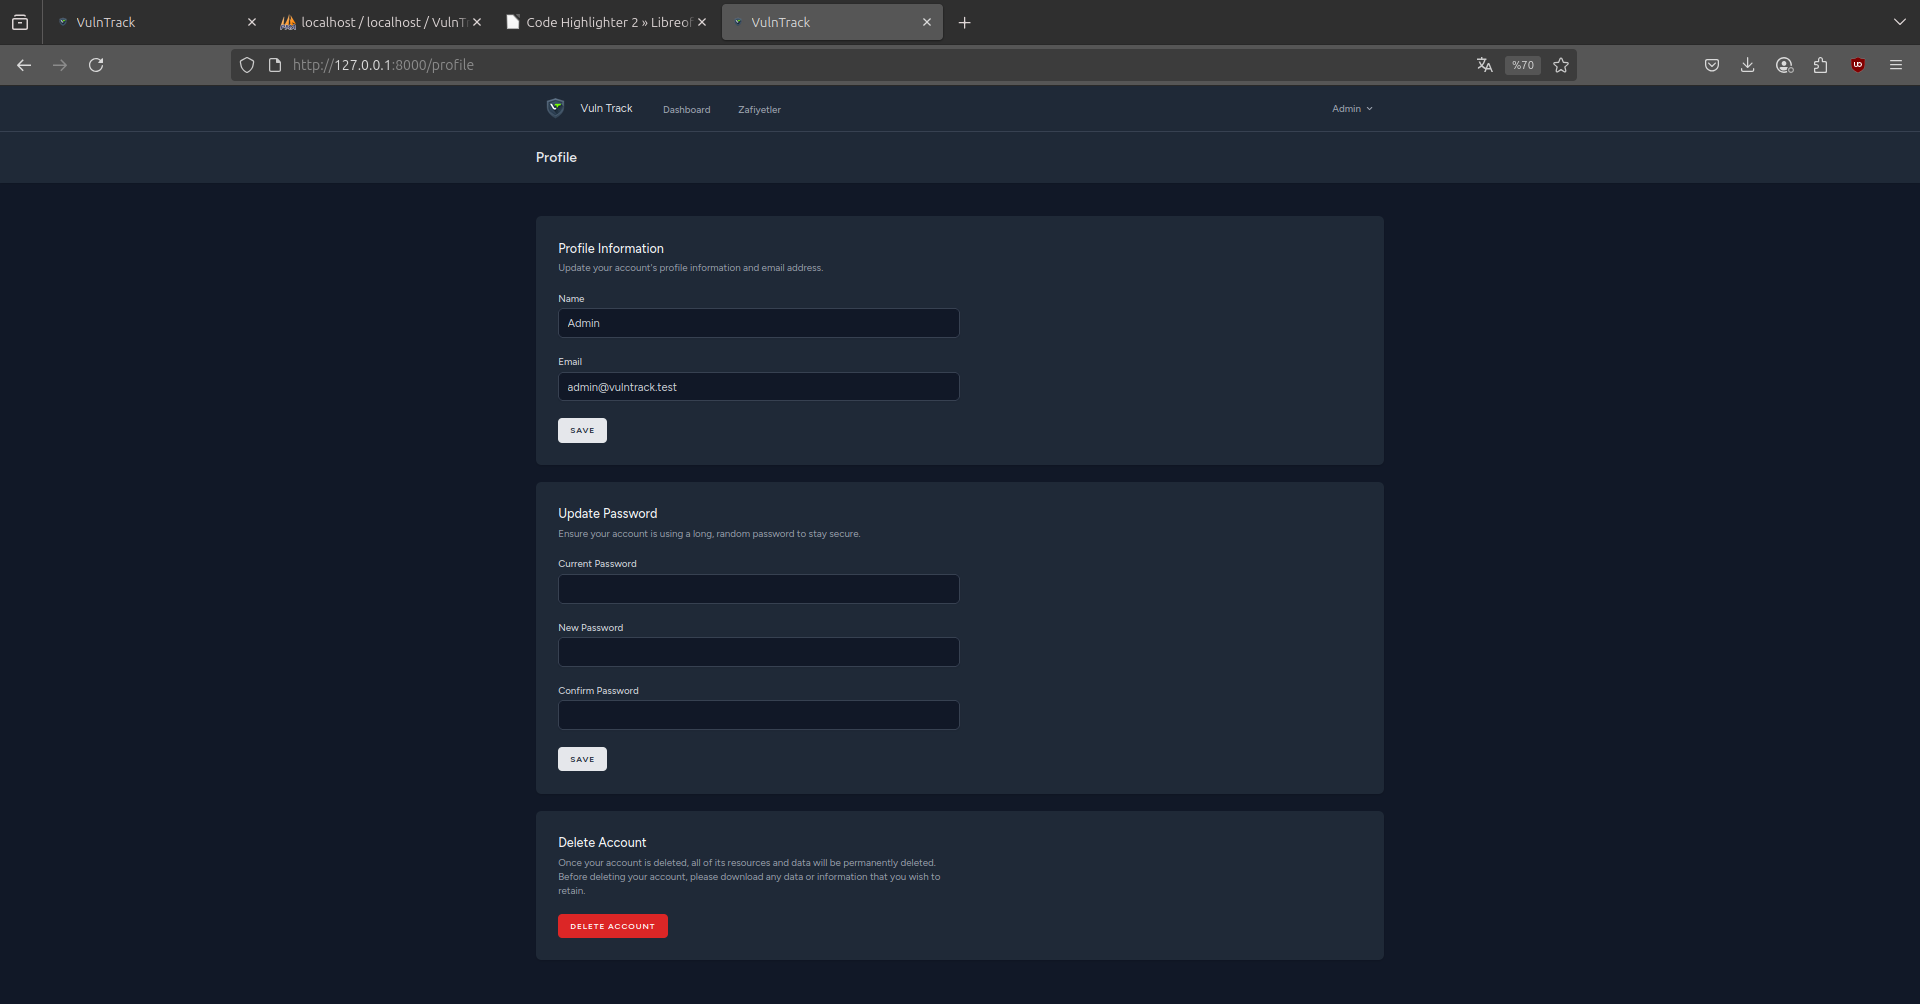 VulnTrack
localhost / localhost / VulnT
Code Highlighter 2 » Libreof
VulnTrack
http://127.0.0.1:8000/profile
%70
Vuln Track
Dashboard
Zafiyetler
Admin
Profile
Profile Information
Update your account's profile information and email address.
Name
Admin
Email
admin@vulntrack.test
SAVE
Update Password
Ensure your account is using a long, random password to stay secure.
Current Password
New Password
Confirm Password
SAVE
Delete Account
Once your account is deleted, all of its resources and data will be permanently deleted.
Before deleting your account, please download any data or information that you wish to
retain.
DELETE ACCOUNT